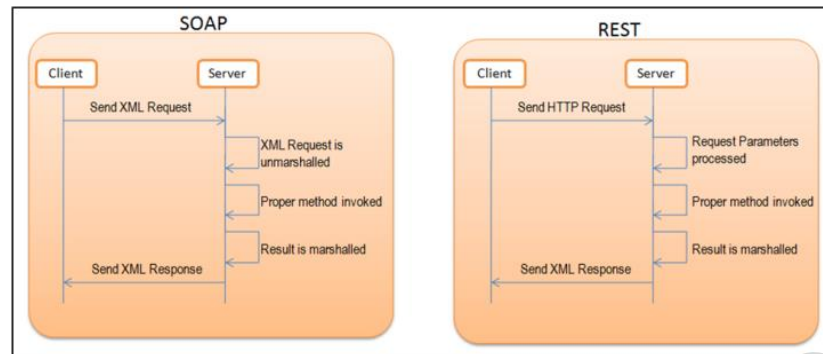 SOAP
Client
Server
Send XML Request
XML Request is
unmarshalled
Proper method invoked
Result is marshalled
Send XML Response
REST
Client
Server
Send HTTP Request
Request Parameters
processed
Proper method invoked
Result is marshalled
Send XML Response